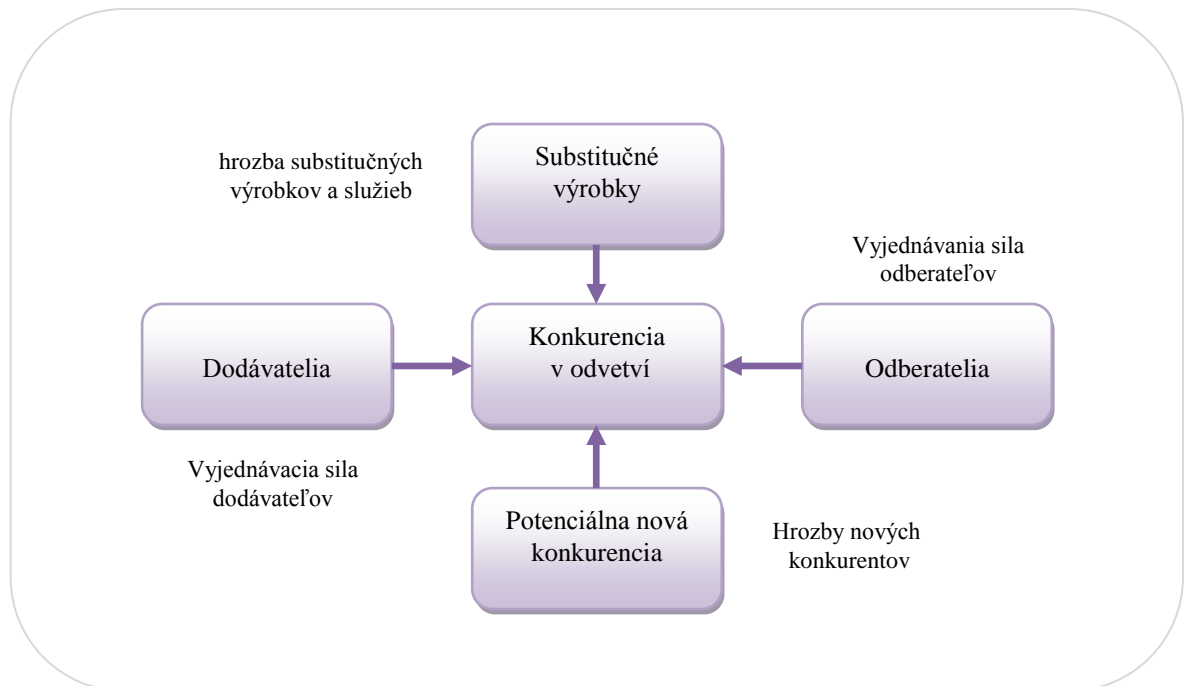 hrozba substitučných
výrobkov a služieb
Substitučné
výrobky
Vyjednávania sila
odberateľov
Dodávatelia
Konkurencia
v odvetví
Odberatelia
Vyjednávacia sila
dodávateľov
Potenciálna nová
konkurencia
Hrozby nových
konkurentov